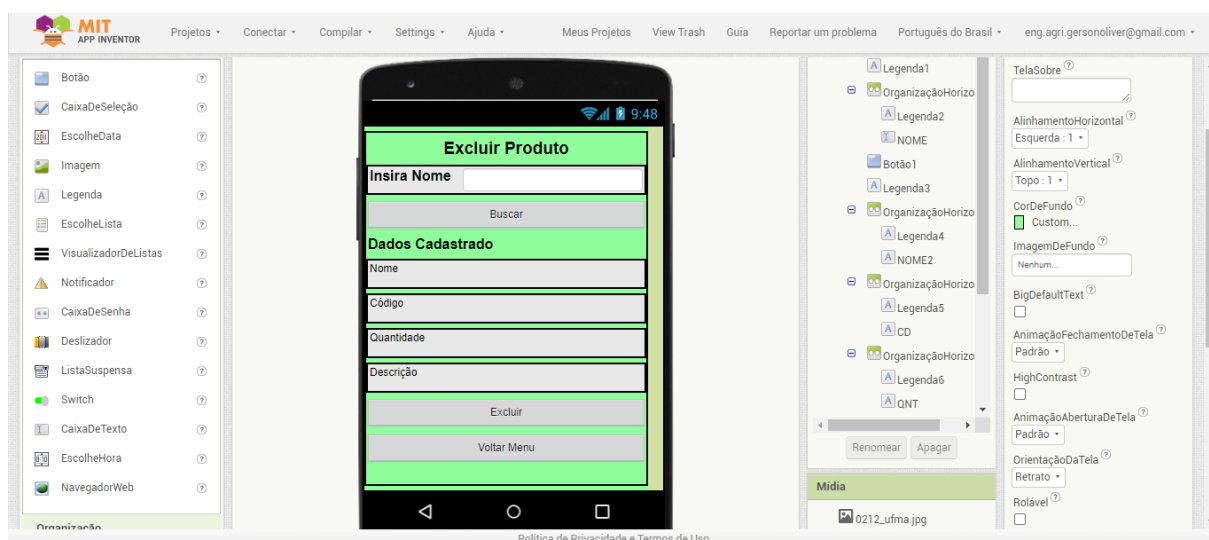 MIT
APP INVENTOR
Projetos
Conectar
Compilar
Settings
Ajuda
Meus Projetos
View Trash
Guia
Reportar um problema
Português do Brasil
eng.agri.gersonoliver@gmail.com
Botão
CaixaDeSeleção
EscolheData
Imagem
Legenda
EscolheLista
VisualizadorDeListas
Notificador
CaixaDeSenha
Deslizador
ListaSuspensa
Switch
CaixaDeTexto
EscolheHora
NavegadorWeb
Organização
9:48
Excluir Produto
Insira Nome
Buscar
Dados Cadastrado
Nome
Código
Quantidade
Descrição
Excluir
Voltar Menu
Legenda1
OrganizaçãoHorizo
Legenda2
NOME
Botão1
Legenda3
OrganizaçãoHorizo
Legenda4
NOME2
OrganizaçãoHorizo
Legenda5
CD
OrganizaçãoHorizo
Legenda6
QNT
Renomear
Apagar
Mídia
0212_ufma.jpg
TelaSobre
AlinhamentoHorizontal
Esquerda : 1
AlinhamentoVertical
Topo : 1
CorDeFundo
Custom...
ImagemDeFundo
Nenhum...
BigDefaultText
AnimaçãoFechamentoDeTela
Padrão
HighContrast
AnimaçãoAberturaDeTela
Padrão
OrientaçãoDaTela
Retrato
Rolável
Política de Privacidade e Termos de Uso